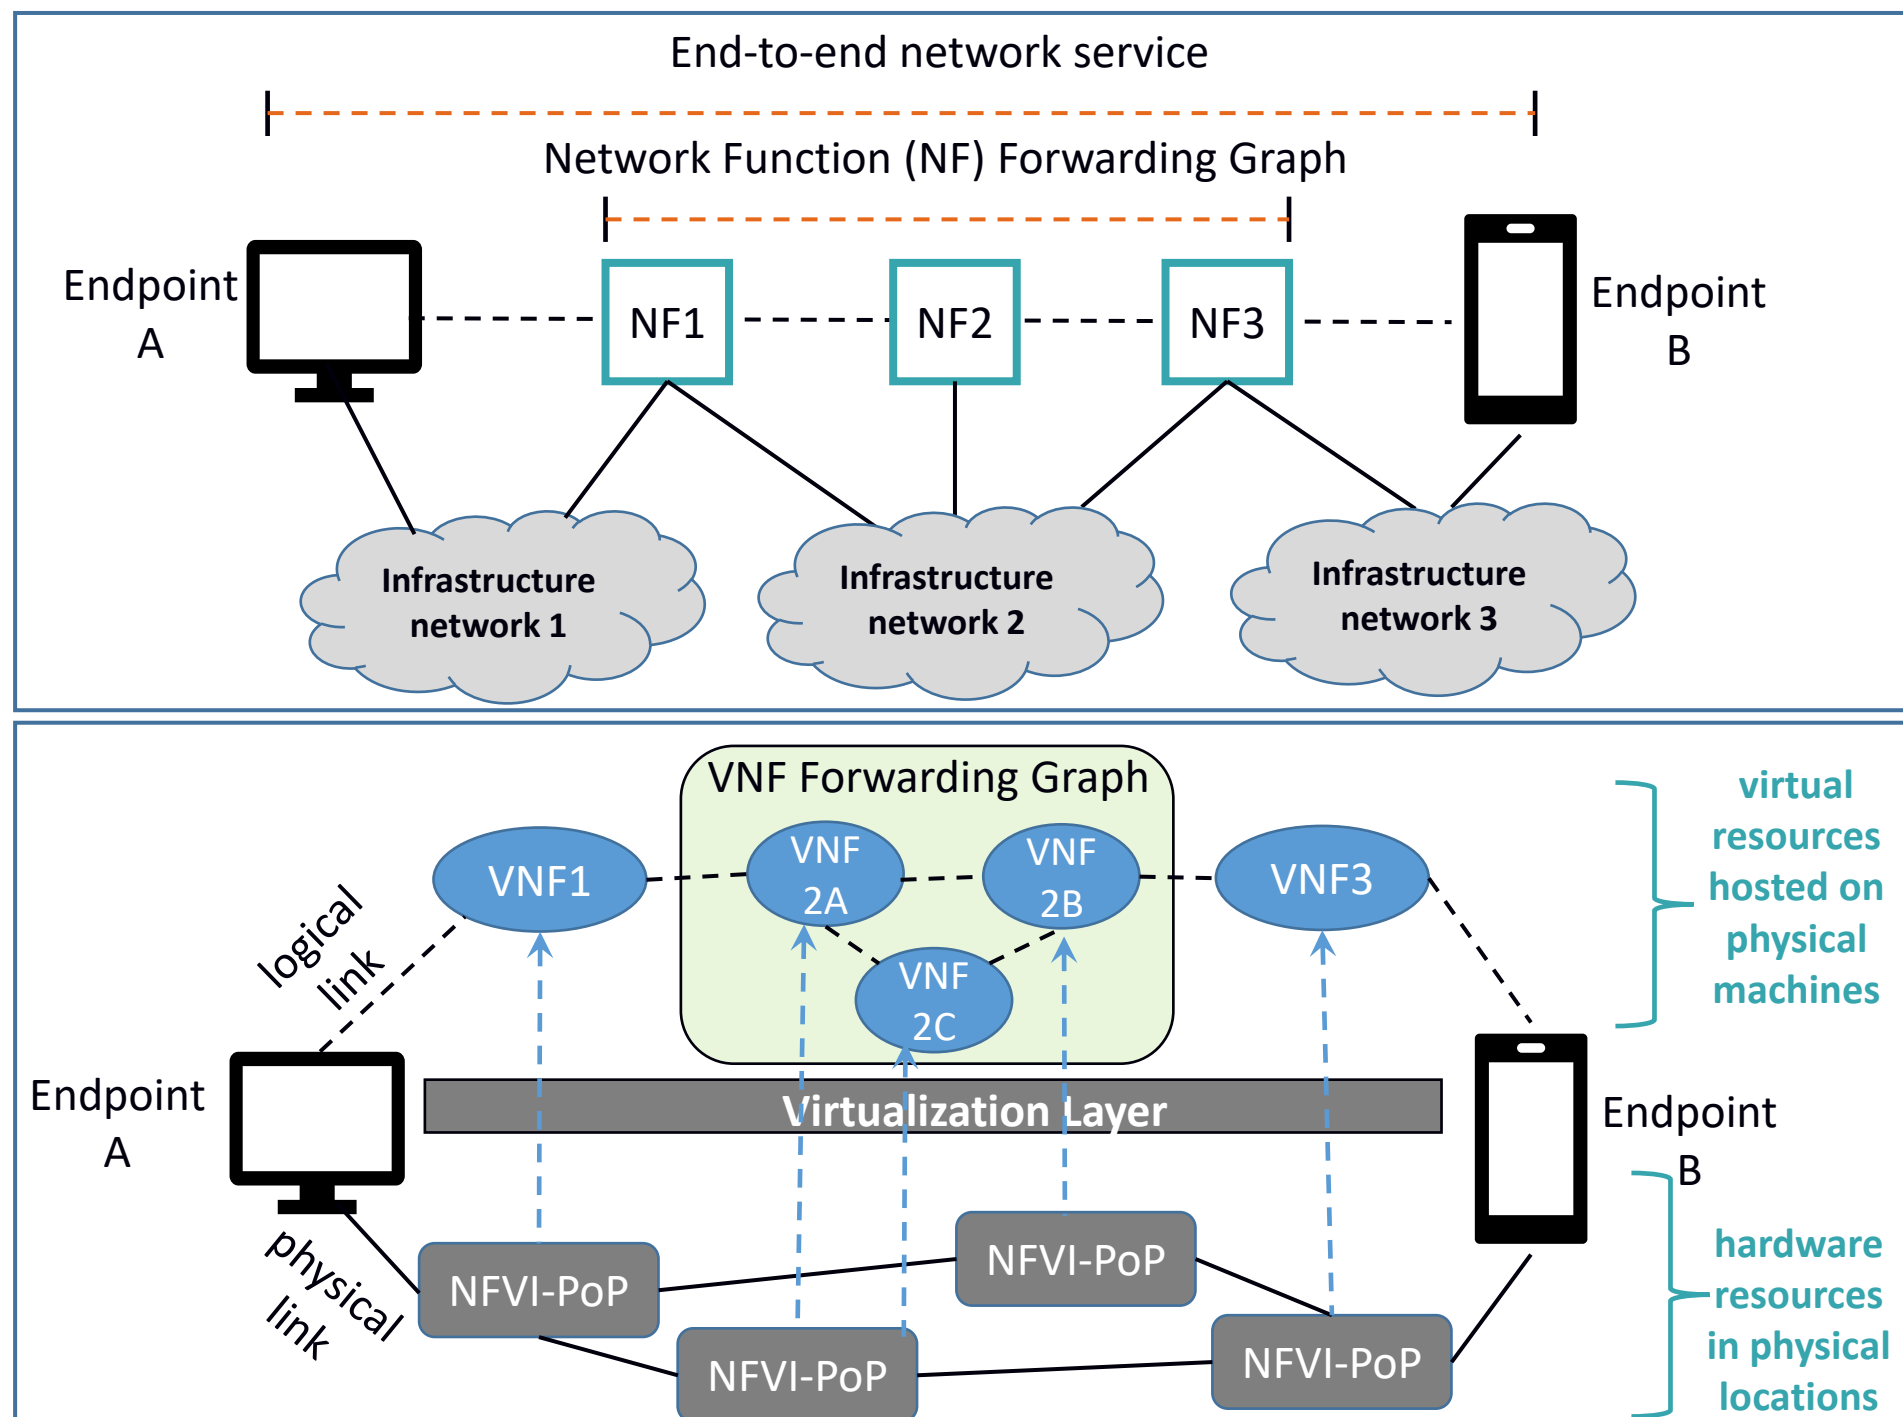 End-to-end network service
Network Function (NF) Forwarding Graph
Endpoint
A
NF1
NF2
NF3
Endpoint
B
Infrastructure
network 1
Infrastructure
network 2
Infrastructure
network 3
VNF Forwarding Graph
VNF1
VNF
2A
VNF
2B
VNF
2C
VNF3
virtual
resources
hosted on
physical
machines
logical
link
Endpoint
A
Virtualization Layer
Endpoint
B
physical
link
NFVI-PoP
NFVI-PoP
NFVI-PoP
NFVI-PoP
hardware
resources
in physical
locations